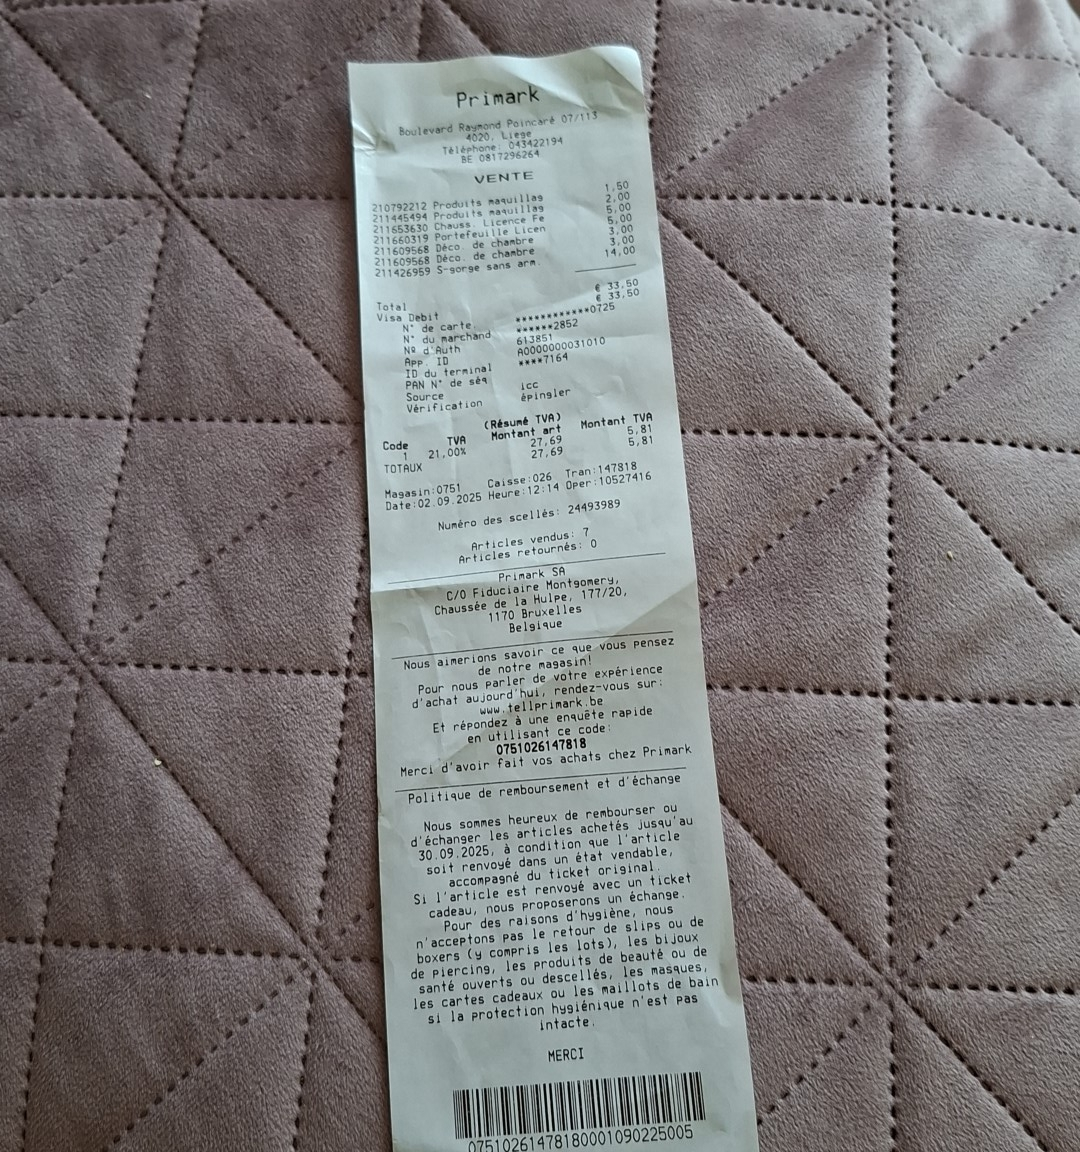 Primark
Boulevard Raymond Poincaré 07/113
4020, Liege
Téléphone: 043422194
BE 0817296264
VENTE
210792212 Produits maquillag 1,50
211445494 Produits maquillag 2,00
211653630 Chauss. Licence Fe 5,00
211660319 Portefeuille Licen 5,00
211609568 Déco. de chambre 3,00
211609568 Déco. de chambre 3,00
211426959 S-gorge sans arm. 14,00
Total € 33,50
Visa Debit € 33,50
N° de carte ************0725
N° du marchand ******2852
Nº d'Auth 613851
App. ID A0000000031010
ID du terminal ****7164
PAN N° de séq
Source icc
Vérification épingler
(Résumé TVA)
Code TVA Montant art Montant TVA
1 21,00% 27,69 5,81
TOTAUX 27,69 5,81
Magasin:0751 Caisse:026 Tran:147818
Date:02.09.2025 Heure:12:14 Oper:10527416
Numéro des scellés: 24493989
Articles vendus: 7
Articles retournés: 0
Primark SA
C/O Fiduciaire Montgomery,
Chaussée de la Hulpe, 177/20,
1170 Bruxelles
Belgique
Nous aimerions savoir ce que vous pensez
de notre magasin!
Pour nous parler de votre expérience
d'achat aujourd'hui, rendez-vous sur:
www.tellprimark.be
Et répondez à une enquête rapide
en utilisant ce code:
0751026147818
Merci d'avoir fait vos achats chez Primark
Politique de remboursement et d'échange
Nous sommes heureux de rembourser ou
d'échanger les articles achetés jusqu'au
30.09.2025, à condition que l'article
soit renvoyé dans un état vendable,
accompagné du ticket original.
Si l'article est renvoyé avec un ticket
cadeau, nous proposerons un échange.
Pour des raisons d'hygiène, nous
n'acceptons pas le retour de slips ou de
boxers (y compris les lots), les bijoux
de piercing, les produits de beauté ou de
santé ouverts ou descellés, les masques,
les cartes cadeaux ou les maillots de bain
si la protection hygiénique n'est pas
intacte.
MERCI
07510261478180001090225005